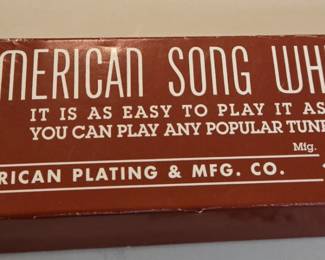 MERICAN SONG WH
IT IS AS EASY TO PLAY IT AS
YOU CAN PLAY ANY POPULAR TUNE
Mfg.
RICAN PLATING & MFG. CO.